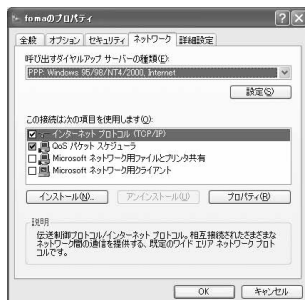 fomaのプロパティ
全般 オプション セキュリティ ネットワーク 詳細設定
呼び出すダイヤルアップ サーバーの種類(E):
PPP: Windows 95/98/NT4/2000, Internet
設定(S)
この接続は次の項目を使用します(O):
インターネット プロトコル (TCP/IP)
QoS パケット スケジューラ
Microsoft ネットワーク用ファイルとプリンタ共有
Microsoft ネットワーク用クライアント
インストール(N)... アンインストール(U) プロパティ(R)
説明
伝送制御プロトコル/インターネット プロトコル。相互接続されたさまざまな
ネットワーク間の通信を提供する、既定のワイド エリア ネットワーク プロト
コルです。
OK キャンセル